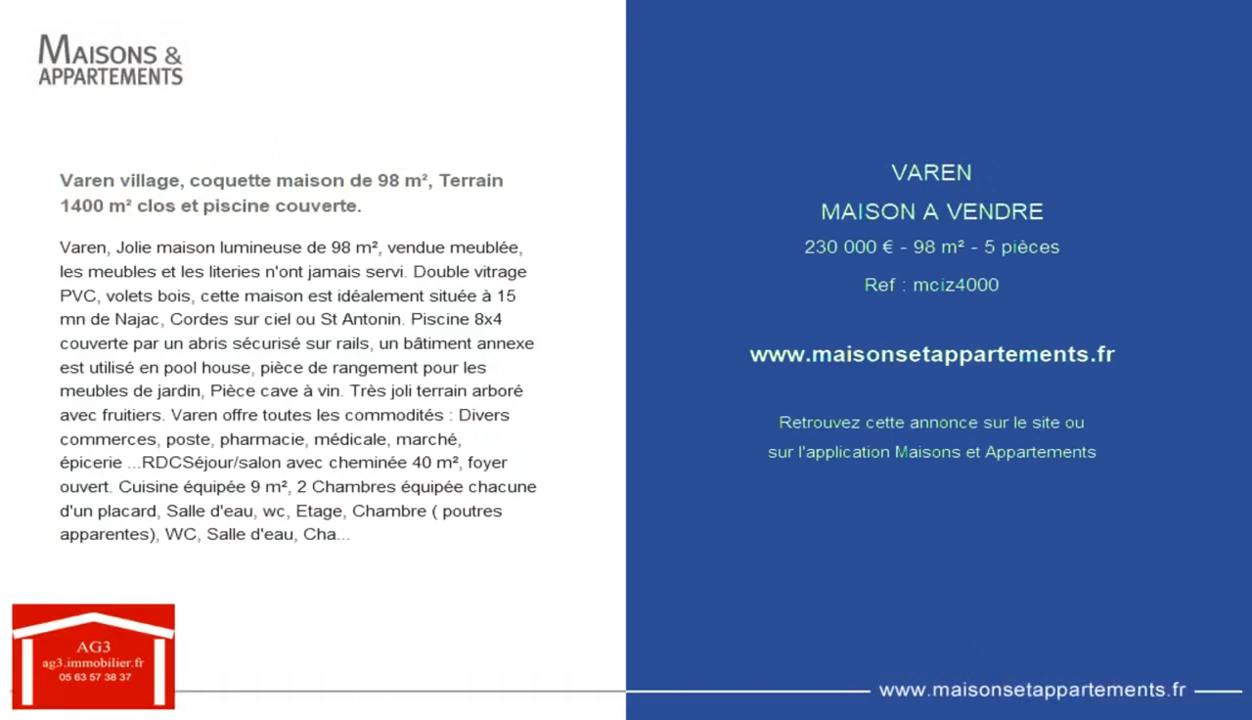 MAISONS &
APPARTEMENTS
Varen village, coquette maison de 98 m², Terrain
1400 m² clos et piscine couverte.
Varen, Jolie maison lumineuse de 98 m², vendue meublée,
les meubles et les literies n'ont jamais servi. Double vitrage
PVC, volets bois, cette maison est idéalement située à 15
mn de Najac, Cordes sur ciel ou St Antonin. Piscine 8x4
couverte par un abris sécurisé sur rails, un bâtiment annexe
est utilisé en pool house, pièce de rangement pour les
meubles de jardin, Pièce cave à vin. Très joli terrain arboré
avec fruitiers. Varen offre toutes les commodités : Divers
commerces, poste, pharmacie, médicale, marché,
épicerie ...RDCSéjour/salon avec cheminée 40 m², foyer
ouvert. Cuisine équipée 9 m², 2 Chambres équipée chacune
d'un placard, Salle d'eau, wc, Etage, Chambre ( poutres
apparentes), WC, Salle d'eau, Cha...
AG3
ag3.immobilier.fr
05 63 57 38 37
VAREN
MAISON A VENDRE
230 000 € - 98 m² - 5 pièces
Ref : mciz4000
www.maisonsetappartements.fr
Retrouvez cette annonce sur le site ou
sur l'application Maisons et Appartements
www.maisonsetappartements.fr